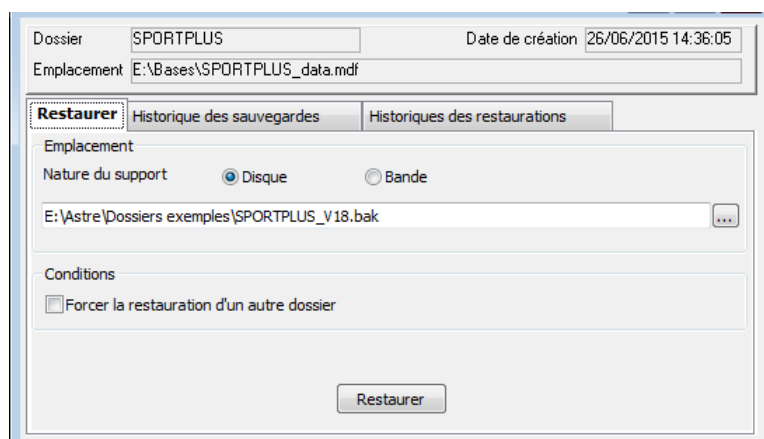 Dossier SPORTPLUS Date de création 26/06/2015 14:36:05
Emplacement E:\Bases\SPORTPLUS_data.mdf
Restaurer Historique des sauvegardes Historiques des restaurations
Emplacement
Nature du support Disque Bande
E:\Astre\Dossiers exemples\SPORTPLUS_V18.bak ...
Conditions
Forcer la restauration d'un autre dossier
Restaurer